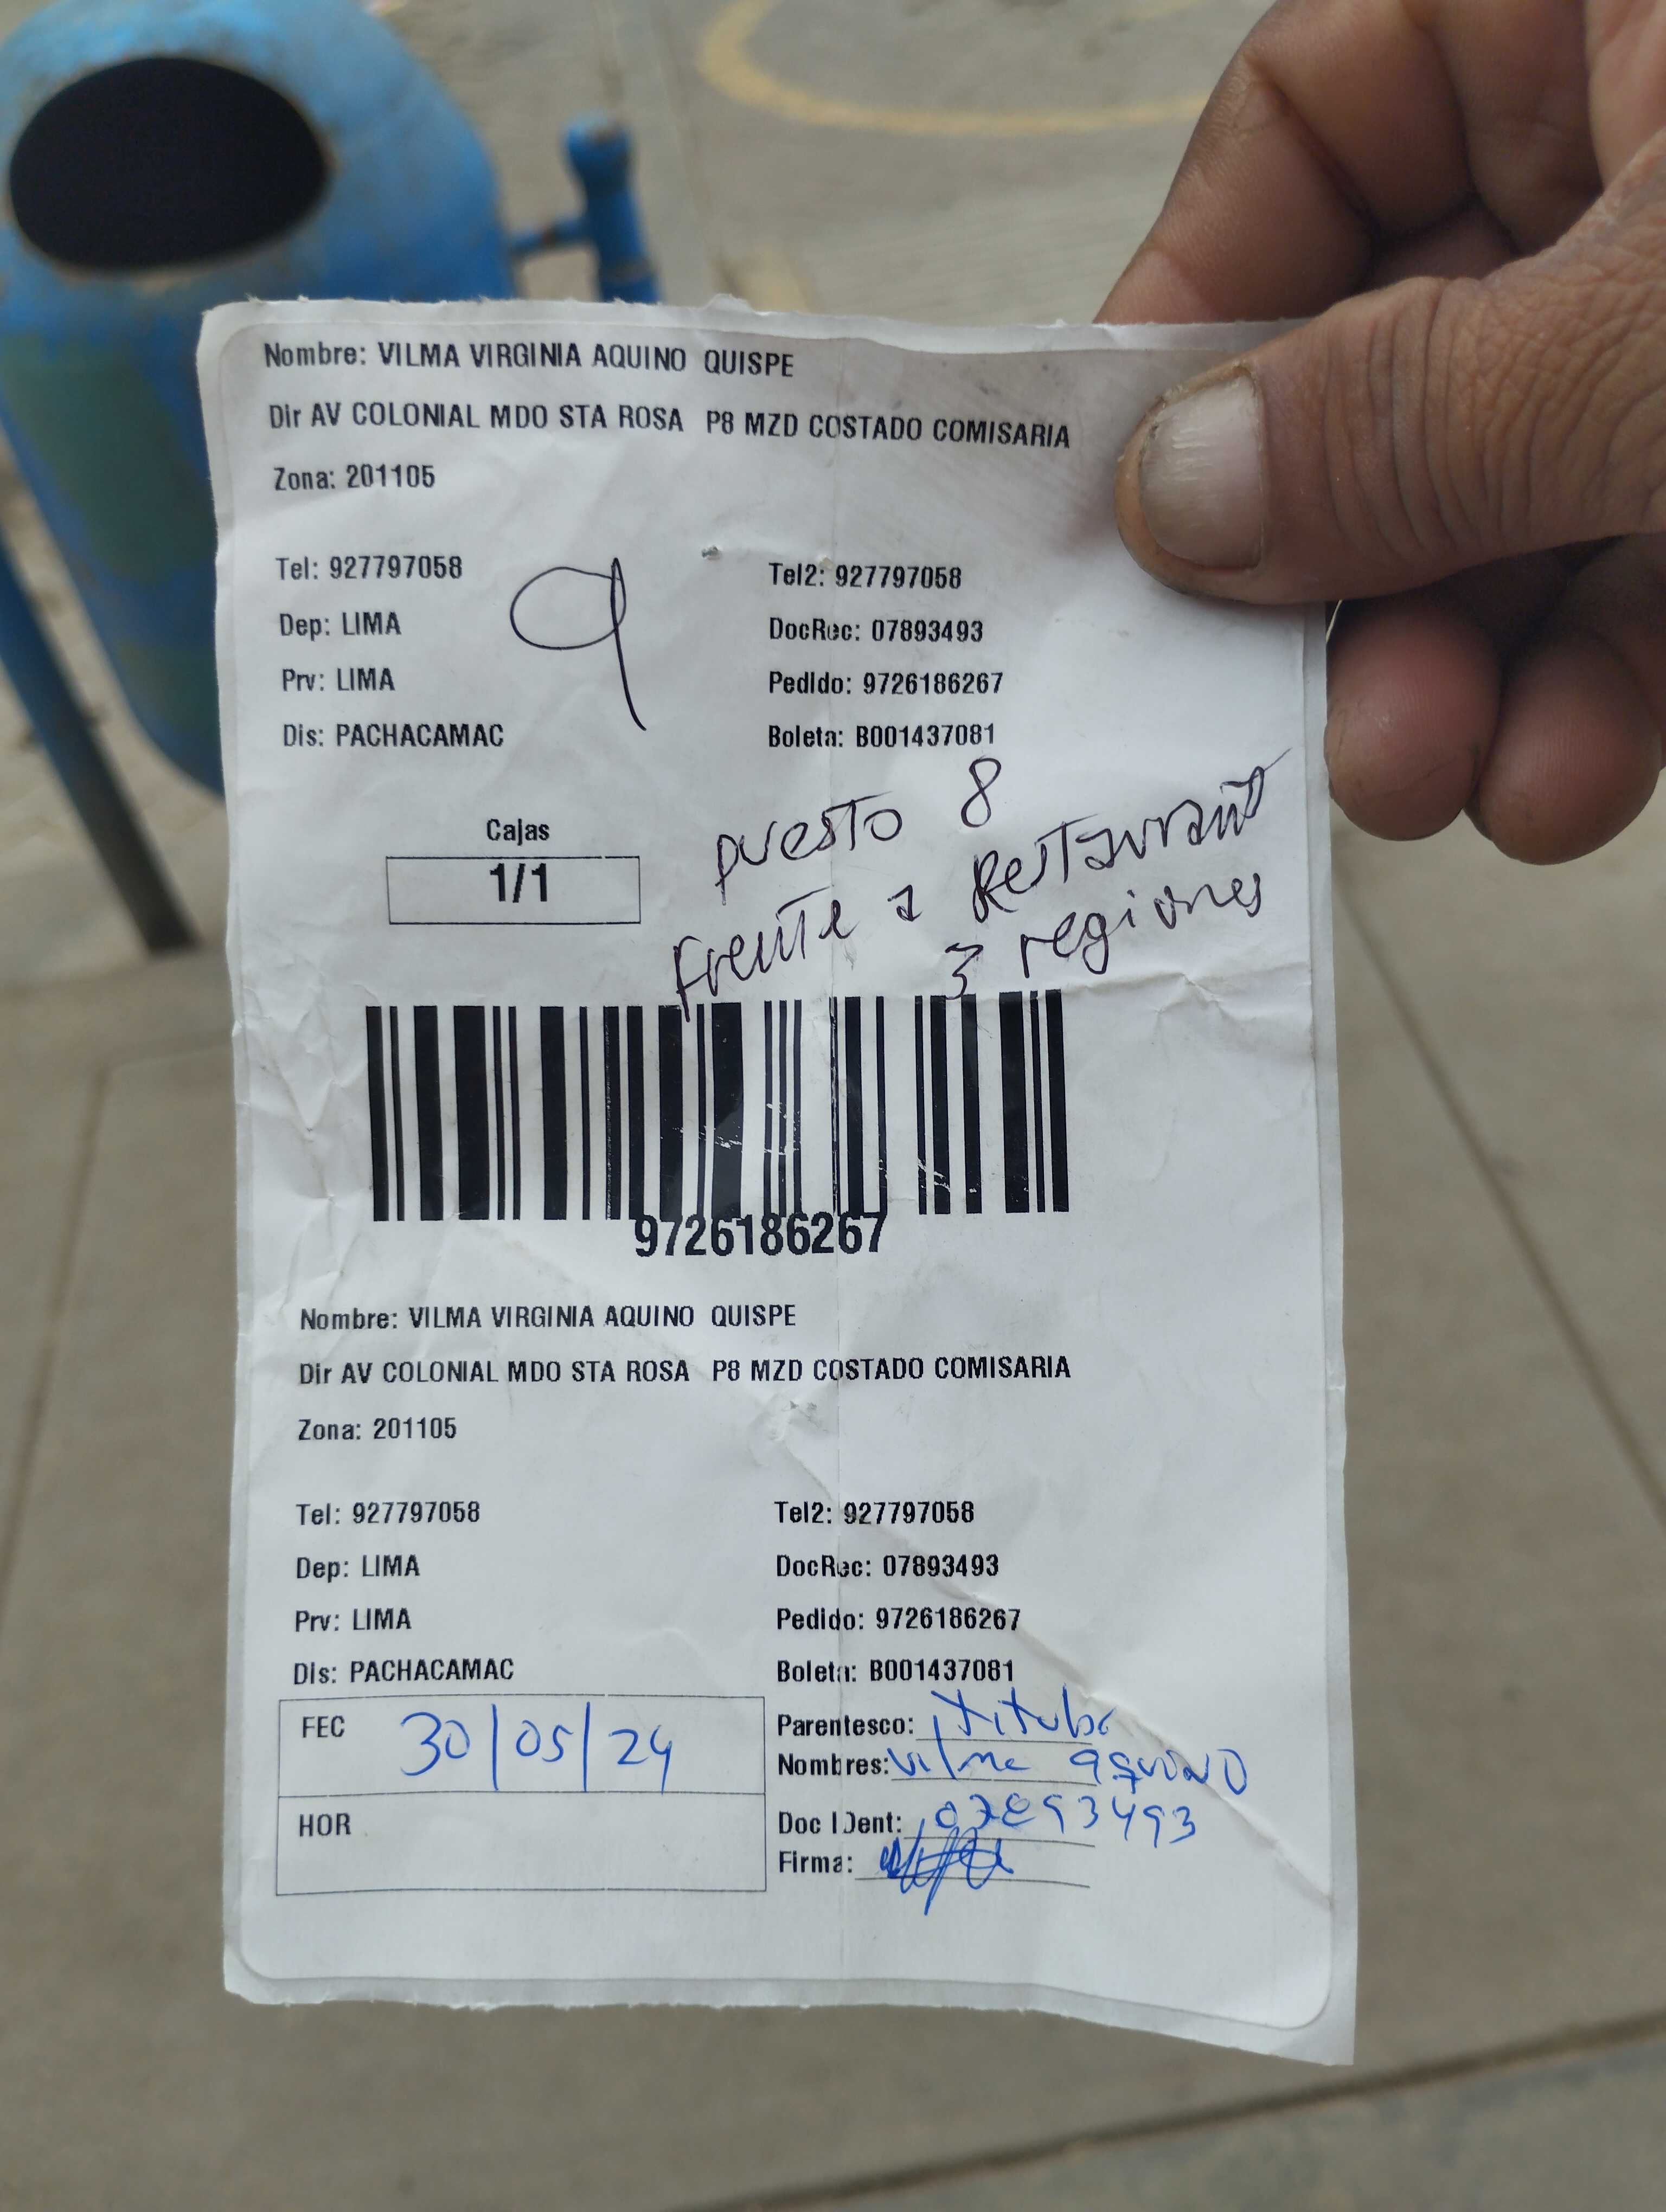 Nombre: VILMA VIRGINIA AQUINO QUISPE
Dir AV COLONIAL MDO STA ROSA P8 MZD COSTADO COMISARIA
Zona: 201105
Tel: 927797058 Tel2: 927797058
Dep: LIMA DocRec: 07893493
Prv: LIMA Pedido: 9726186267
Dis: PACHACAMAC Boleta: B001437081
9
Cajas
1/1
puesto 8
frente a Restaurant
3 regiones
9726186267
Nombre: VILMA VIRGINIA AQUINO QUISPE
Dir AV COLONIAL MDO STA ROSA P8 MZD COSTADO COMISARIA
Zona: 201105
Tel: 927797058 Tel2: 927797058
Dep: LIMA DocRec: 07893493
Prv: LIMA Pedido: 9726186267
Dis: PACHACAMAC Boleta: B001437081
FEC 30/05/24 Parentesco:
Nombres: Vilma aquino
HOR Doc IDent: 07893493
Firma: